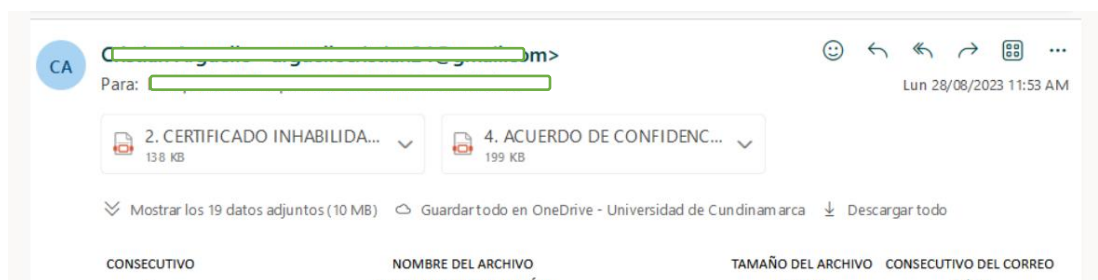 CA
Para:
Lun 28/08/2023 11:53 AM
2. CERTIFICADO INHABILIDA...
138 KB
4. ACUERDO DE CONFIDENC...
199 KB
Mostrar los 19 datos adjuntos (10 MB) Guardar todo en OneDrive - Universidad de Cundinamarca Descargar todo
CONSECUTIVO NOMBRE DEL ARCHIVO TAMAÑO DEL ARCHIVO CONSECUTIVO DEL CORREO